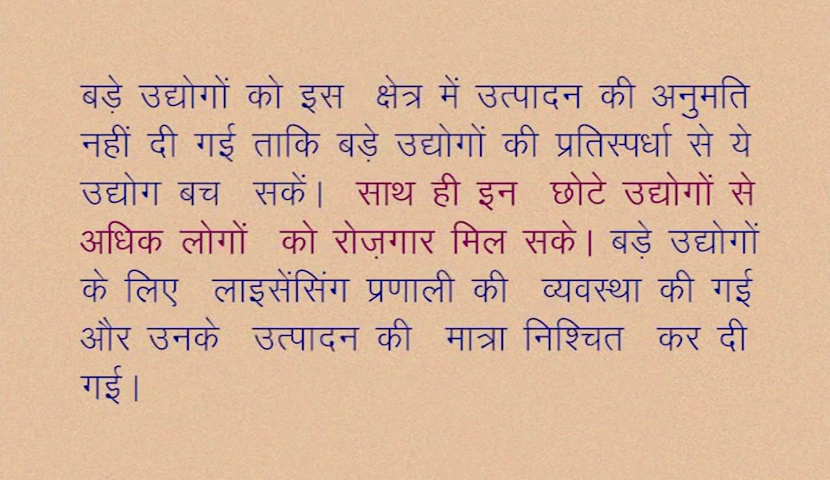 बड़े उद्योगों को इस क्षेत्र में उत्पादन की अनुमति
नहीं दी गई ताकि बड़े उद्योगों की प्रतिस्पर्धा से ये
उद्योग बच सकें। साथ ही इन छोटे उद्योगों से
अधिक लोगों को रोज़गार मिल सके। बड़े उद्योगों
के लिए लाइसेंसिंग प्रणाली की व्यवस्था की गई
और उनके उत्पादन की मात्रा निश्चित कर दी
गई।